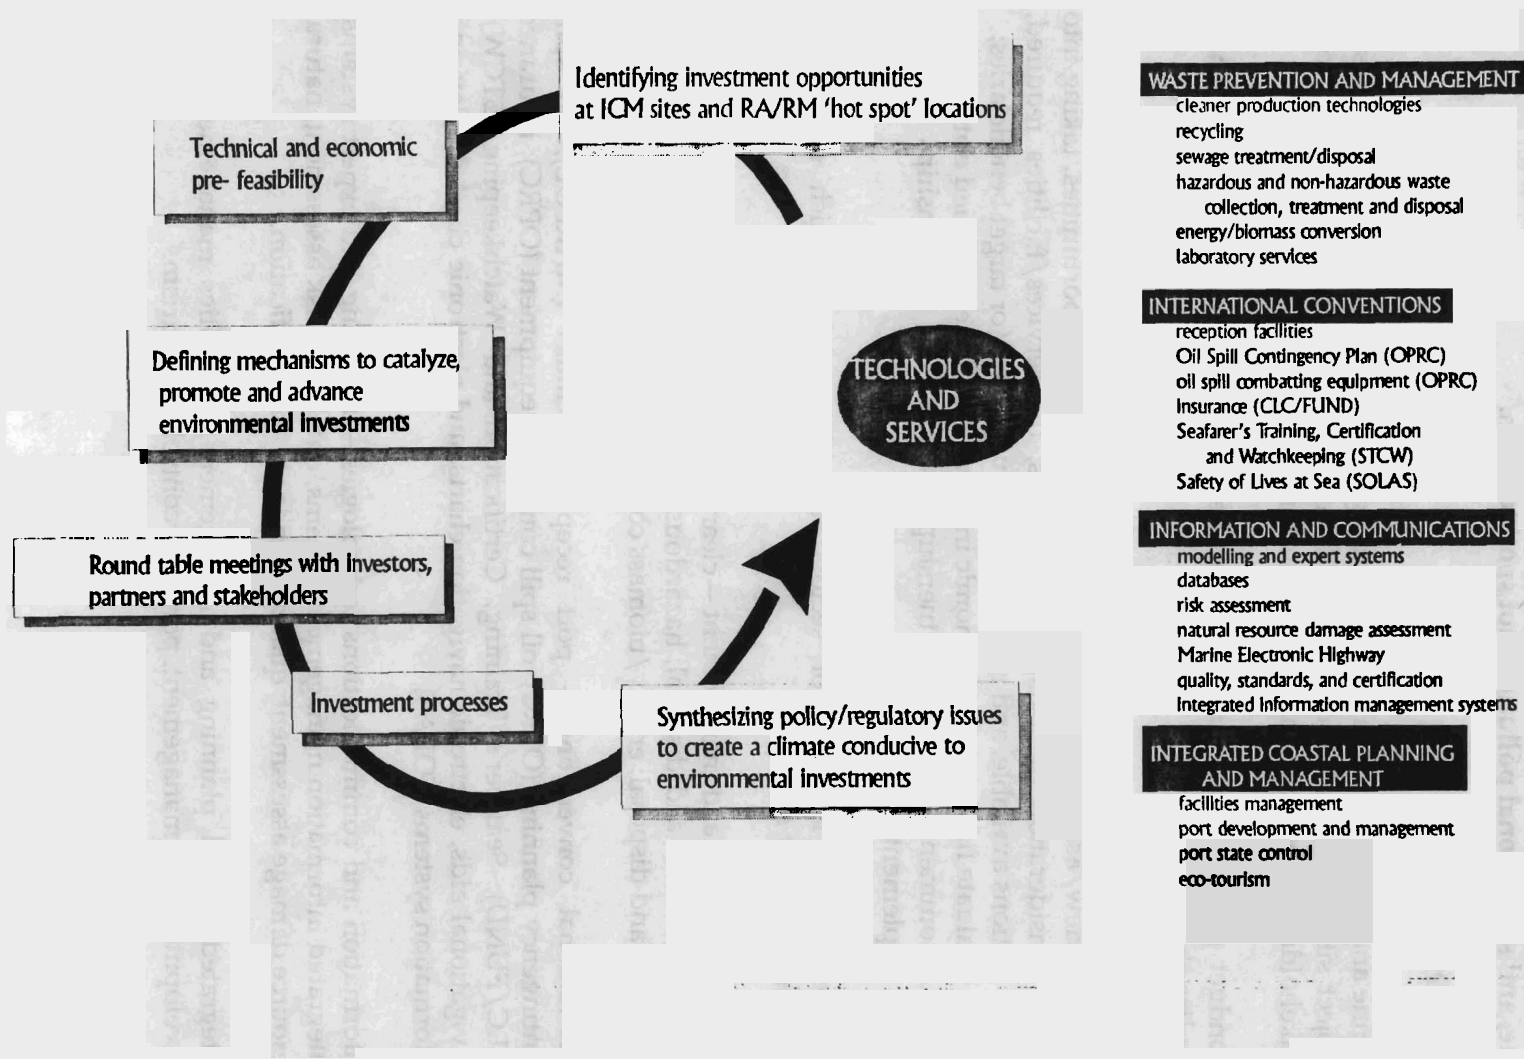 Identifying investment opportunities
at ICM sites and RA/RM 'hot spot' locations
Technical and economic
pre- feasibility
Defining mechanisms to catalyze,
promote and advance
environmental investments
Round table meetings with investors,
partners and stakeholders
Investment processes
Synthesizing policy/regulatory issues
to create a climate conducive to
environmental investments
TECHNOLOGIES
AND
SERVICES
WASTE PREVENTION AND MANAGEMENT
cleaner production technologies
recycling
sewage treatment/disposal
hazardous and non-hazardous waste
collection, treatment and disposal
energy/biomass conversion
laboratory services
INTERNATIONAL CONVENTIONS
reception facilities
Oil Spill Contingency Plan (OPRC)
oil spill combatting equipment (OPRC)
Insurance (CLC/FUND)
Seafarer's Training, Certification
and Watchkeeping (STCW)
Safety of Lives at Sea (SOLAS)
INFORMATION AND COMMUNICATIONS
modelling and expert systems
databases
risk assessment
natural resource damage assessment
Marine Electronic Highway
quality, standards, and certification
Integrated information management systems
INTEGRATED COASTAL PLANNING
AND MANAGEMENT
facilities management
port development and management
port state control
eco-tourism